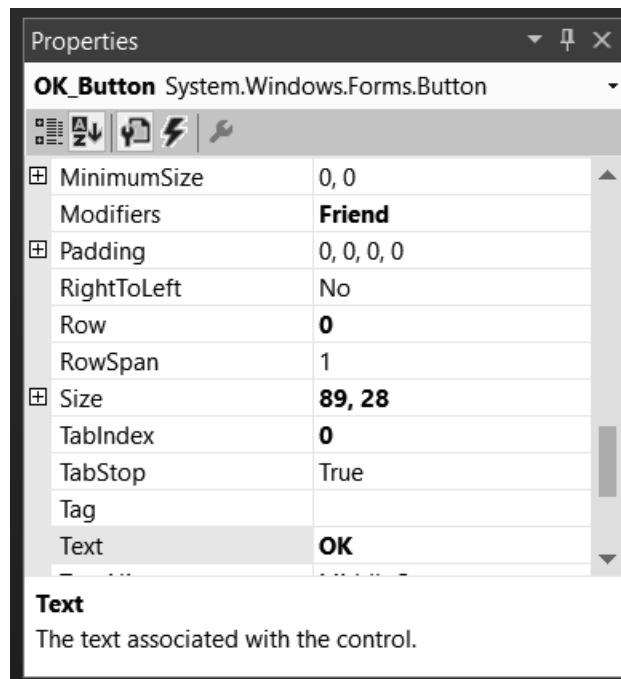 Properties
OK_Button System.Windows.Forms.Button
MinimumSize 0, 0
Modifiers Friend
Padding 0, 0, 0, 0
RightToLeft No
Row 0
RowSpan 1
Size 89, 28
TabIndex 0
TabStop True
Tag
Text OK
Text
The text associated with the control.